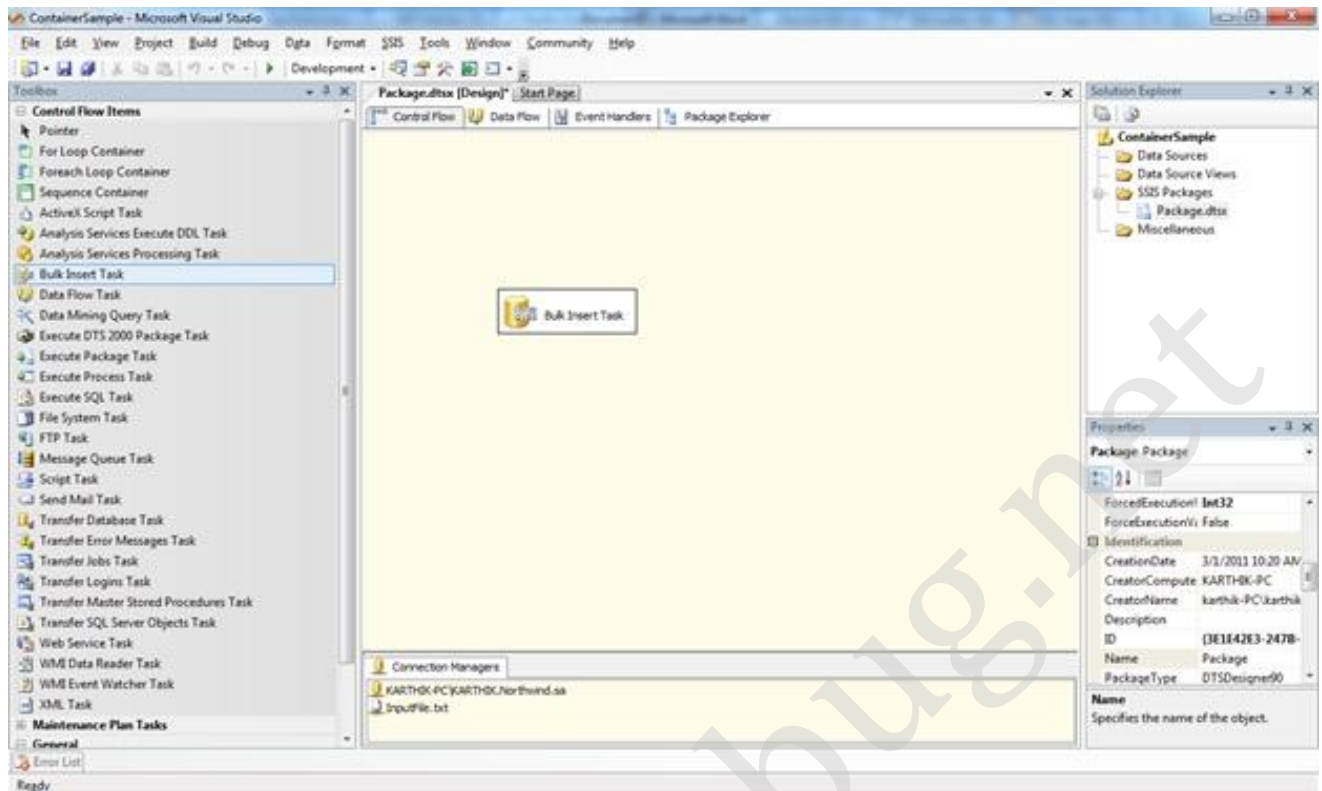 ContainerSample - Microsoft Visual Studio
File Edit View Project Build Debug Data Format SSIS Tools Window Community Help
Development
Toolbox
Control Flow Items
Pointer
For Loop Container
Foreach Loop Container
Sequence Container
ActiveX Script Task
Analysis Services Execute DDL Task
Analysis Services Processing Task
Bulk Insert Task
Data Flow Task
Data Mining Query Task
Execute DTS 2000 Package Task
Execute Package Task
Execute Process Task
Execute SQL Task
File System Task
FTP Task
Message Queue Task
Script Task
Send Mail Task
Transfer Database Task
Transfer Error Messages Task
Transfer Jobs Task
Transfer Logins Task
Transfer Master Stored Procedures Task
Transfer SQL Server Objects Task
Web Service Task
WMI Data Reader Task
WMI Event Watcher Task
XML Task
Maintenance Plan Tasks
General
Error List
Ready
Package.dtsx [Design]* Start Page
Control Flow Data Flow Event Handlers Package Explorer
Bulk Insert Task
Connection Managers
KARTHIK-PC\KARTHIK.Northwind.sa
InputFile.txt
Solution Explorer
ContainerSample
Data Sources
Data Source Views
SSIS Packages
Package.dtsx
Miscellaneous
Properties
Package Package
ForcedExecution Int32
ForceExecutionVa False
Identification
CreationDate 3/1/2011 10:20 AM
CreatorCompute KARTHIK-PC
CreatorName karthik-PC\karthik
Description
ID {3E1E42E3-247B-
Name Package
PackageType DTSDesigner90
Name
Specifies the name of the object.
bug.net